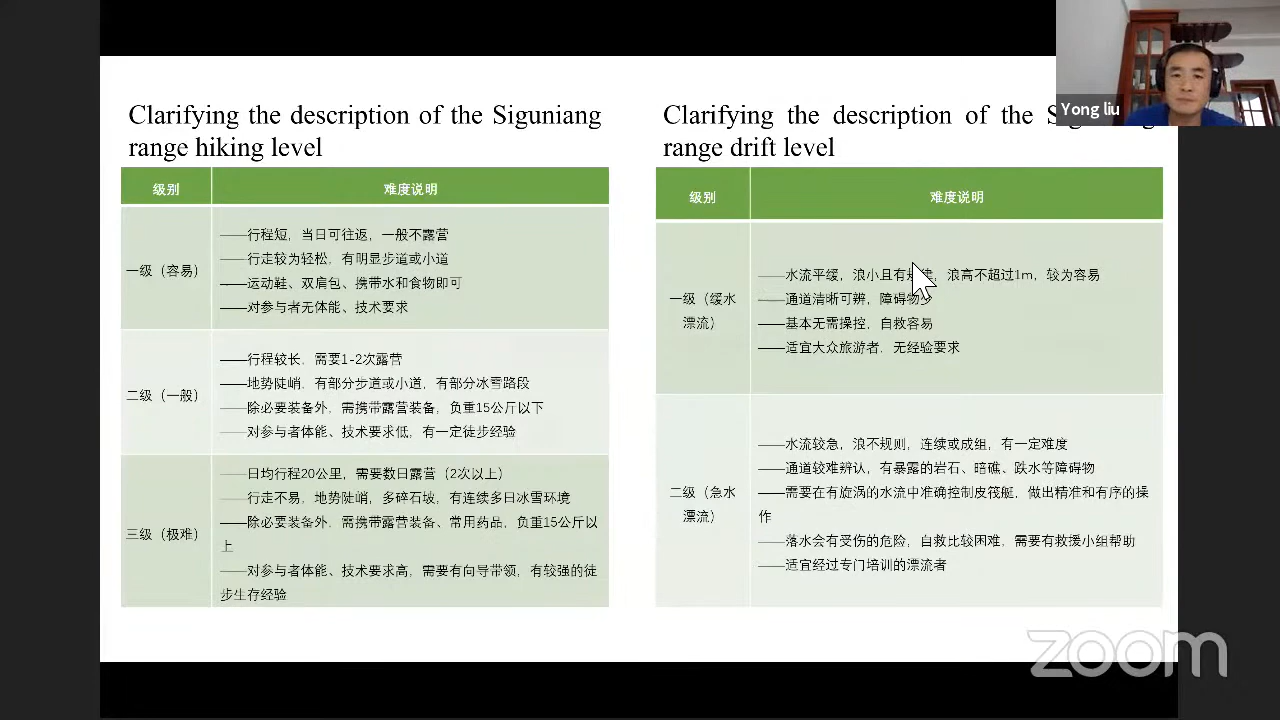 Yong liu
Clarifying the description of the Siguniang
range hiking level
级别 难度说明
一级（容易）
——行程短，当日可往返，一般不露营
——行走较为轻松，有明显步道或小道
——运动鞋、双肩包、携带水和食物即可
——对参与者无体能、技术要求
二级（一般）
——行程较长，需要1-2次露营
——地势陡峭，有部分步道或小道，有部分冰雪路段
——除必要装备外，需携带露营装备，负重15公斤以下
——对参与者体能、技术要求低，有一定徒步经验
三级（极难）
——日均行程20公里，需要数日露营（2次以上）
——行走不易，地势陡峭，多碎石坡，有连续多日冰雪环境
——除必要装备外，需携带露营装备、常用药品，负重15公斤以
上
——对参与者体能、技术要求高，需要有向导带领，有较强的徒
步生存经验
Clarifying the description of the
range drift level
级别 难度说明
一级（缓水
漂流）
——水流平缓，浪小且有，浪高不超过1m，较为容易
——通道清晰可辨，障碍物少
——基本无需操控，自救容易
——适宜大众旅游者，无经验要求
二级（急水
漂流）
——水流较急，浪不规则，连续或成组，有一定难度
——通道较难辨认，有暴露的岩石、暗礁、跌水等障碍物
——需要在有旋涡的水流中准确控制皮筏艇，做出精准和有序的操
作
——落水会有受伤的危险，自救比较困难，需要有救援小组帮助
——适宜经过专门培训的漂流者
zoom